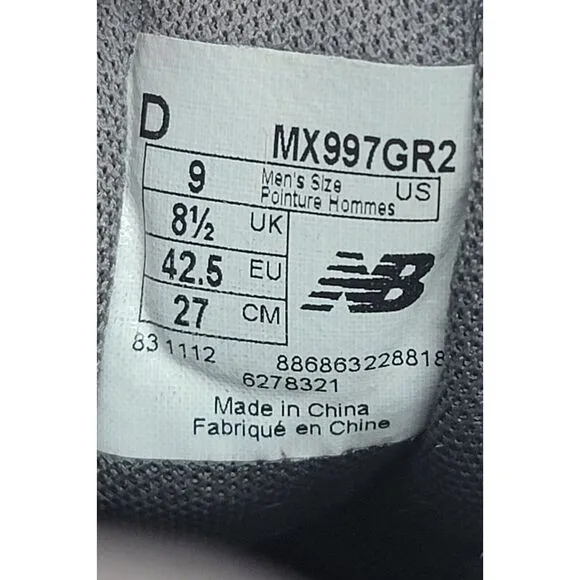 D MX997GR2
9 Men's Size US
Pointure Hommes
8½ UK
42.5 EU
NB
27 CM
83 1112 886863228818
6278321
Made in China
Fabriqué en Chine